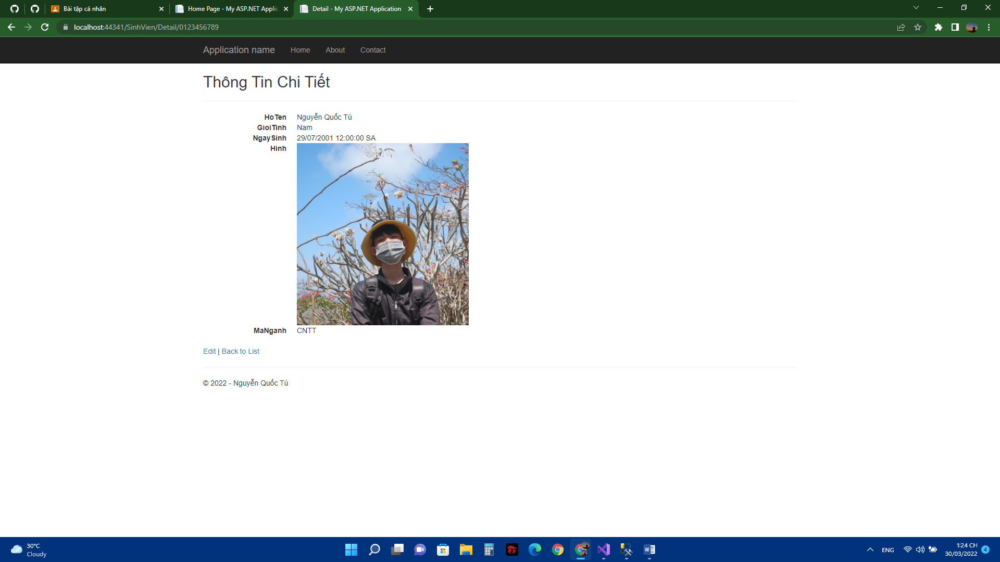 Bài tập cá nhân
Home Page - My ASP.NET Applic
Detail - My ASP.NET Application
localhost:44341/SinhVien/Detail/0123456789
Application name Home About Contact
Thông Tin Chi Tiết
HoTen Nguyễn Quốc Tú
GioiTinh Nam
NgaySinh 29/07/2001 12:00:00 SA
Hinh
MaNganh CNTT
Edit | Back to List
© 2022 - Nguyễn Quốc Tú
30°C
Cloudy
ENG
1:24 CH
30/03/2022
4